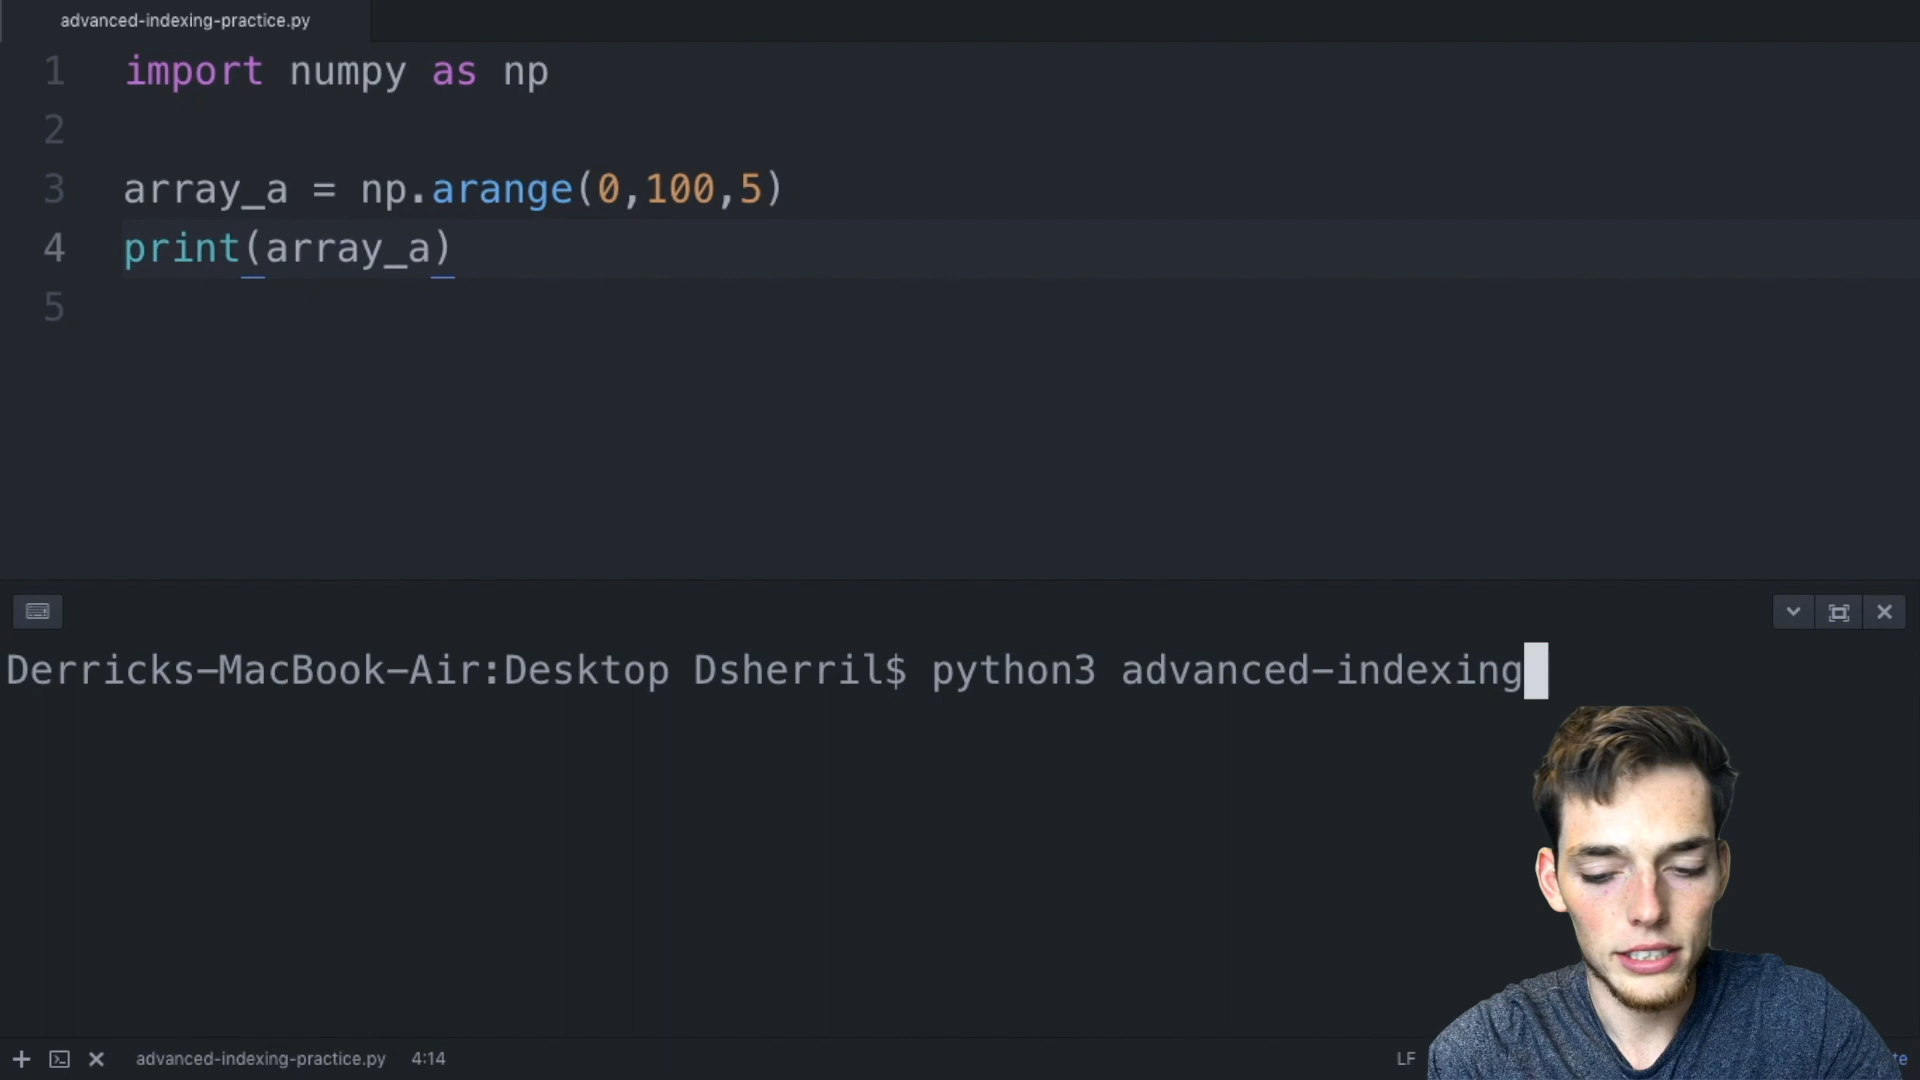 advanced-indexing-practice.py
1 import numpy as np
2
3 array_a = np.arange(0,100,5)
4 print(array_a)
5
Derricks-MacBook-Air:Desktop Dsherril$ python3 advanced-indexing
advanced-indexing-practice.py 4:14 LF